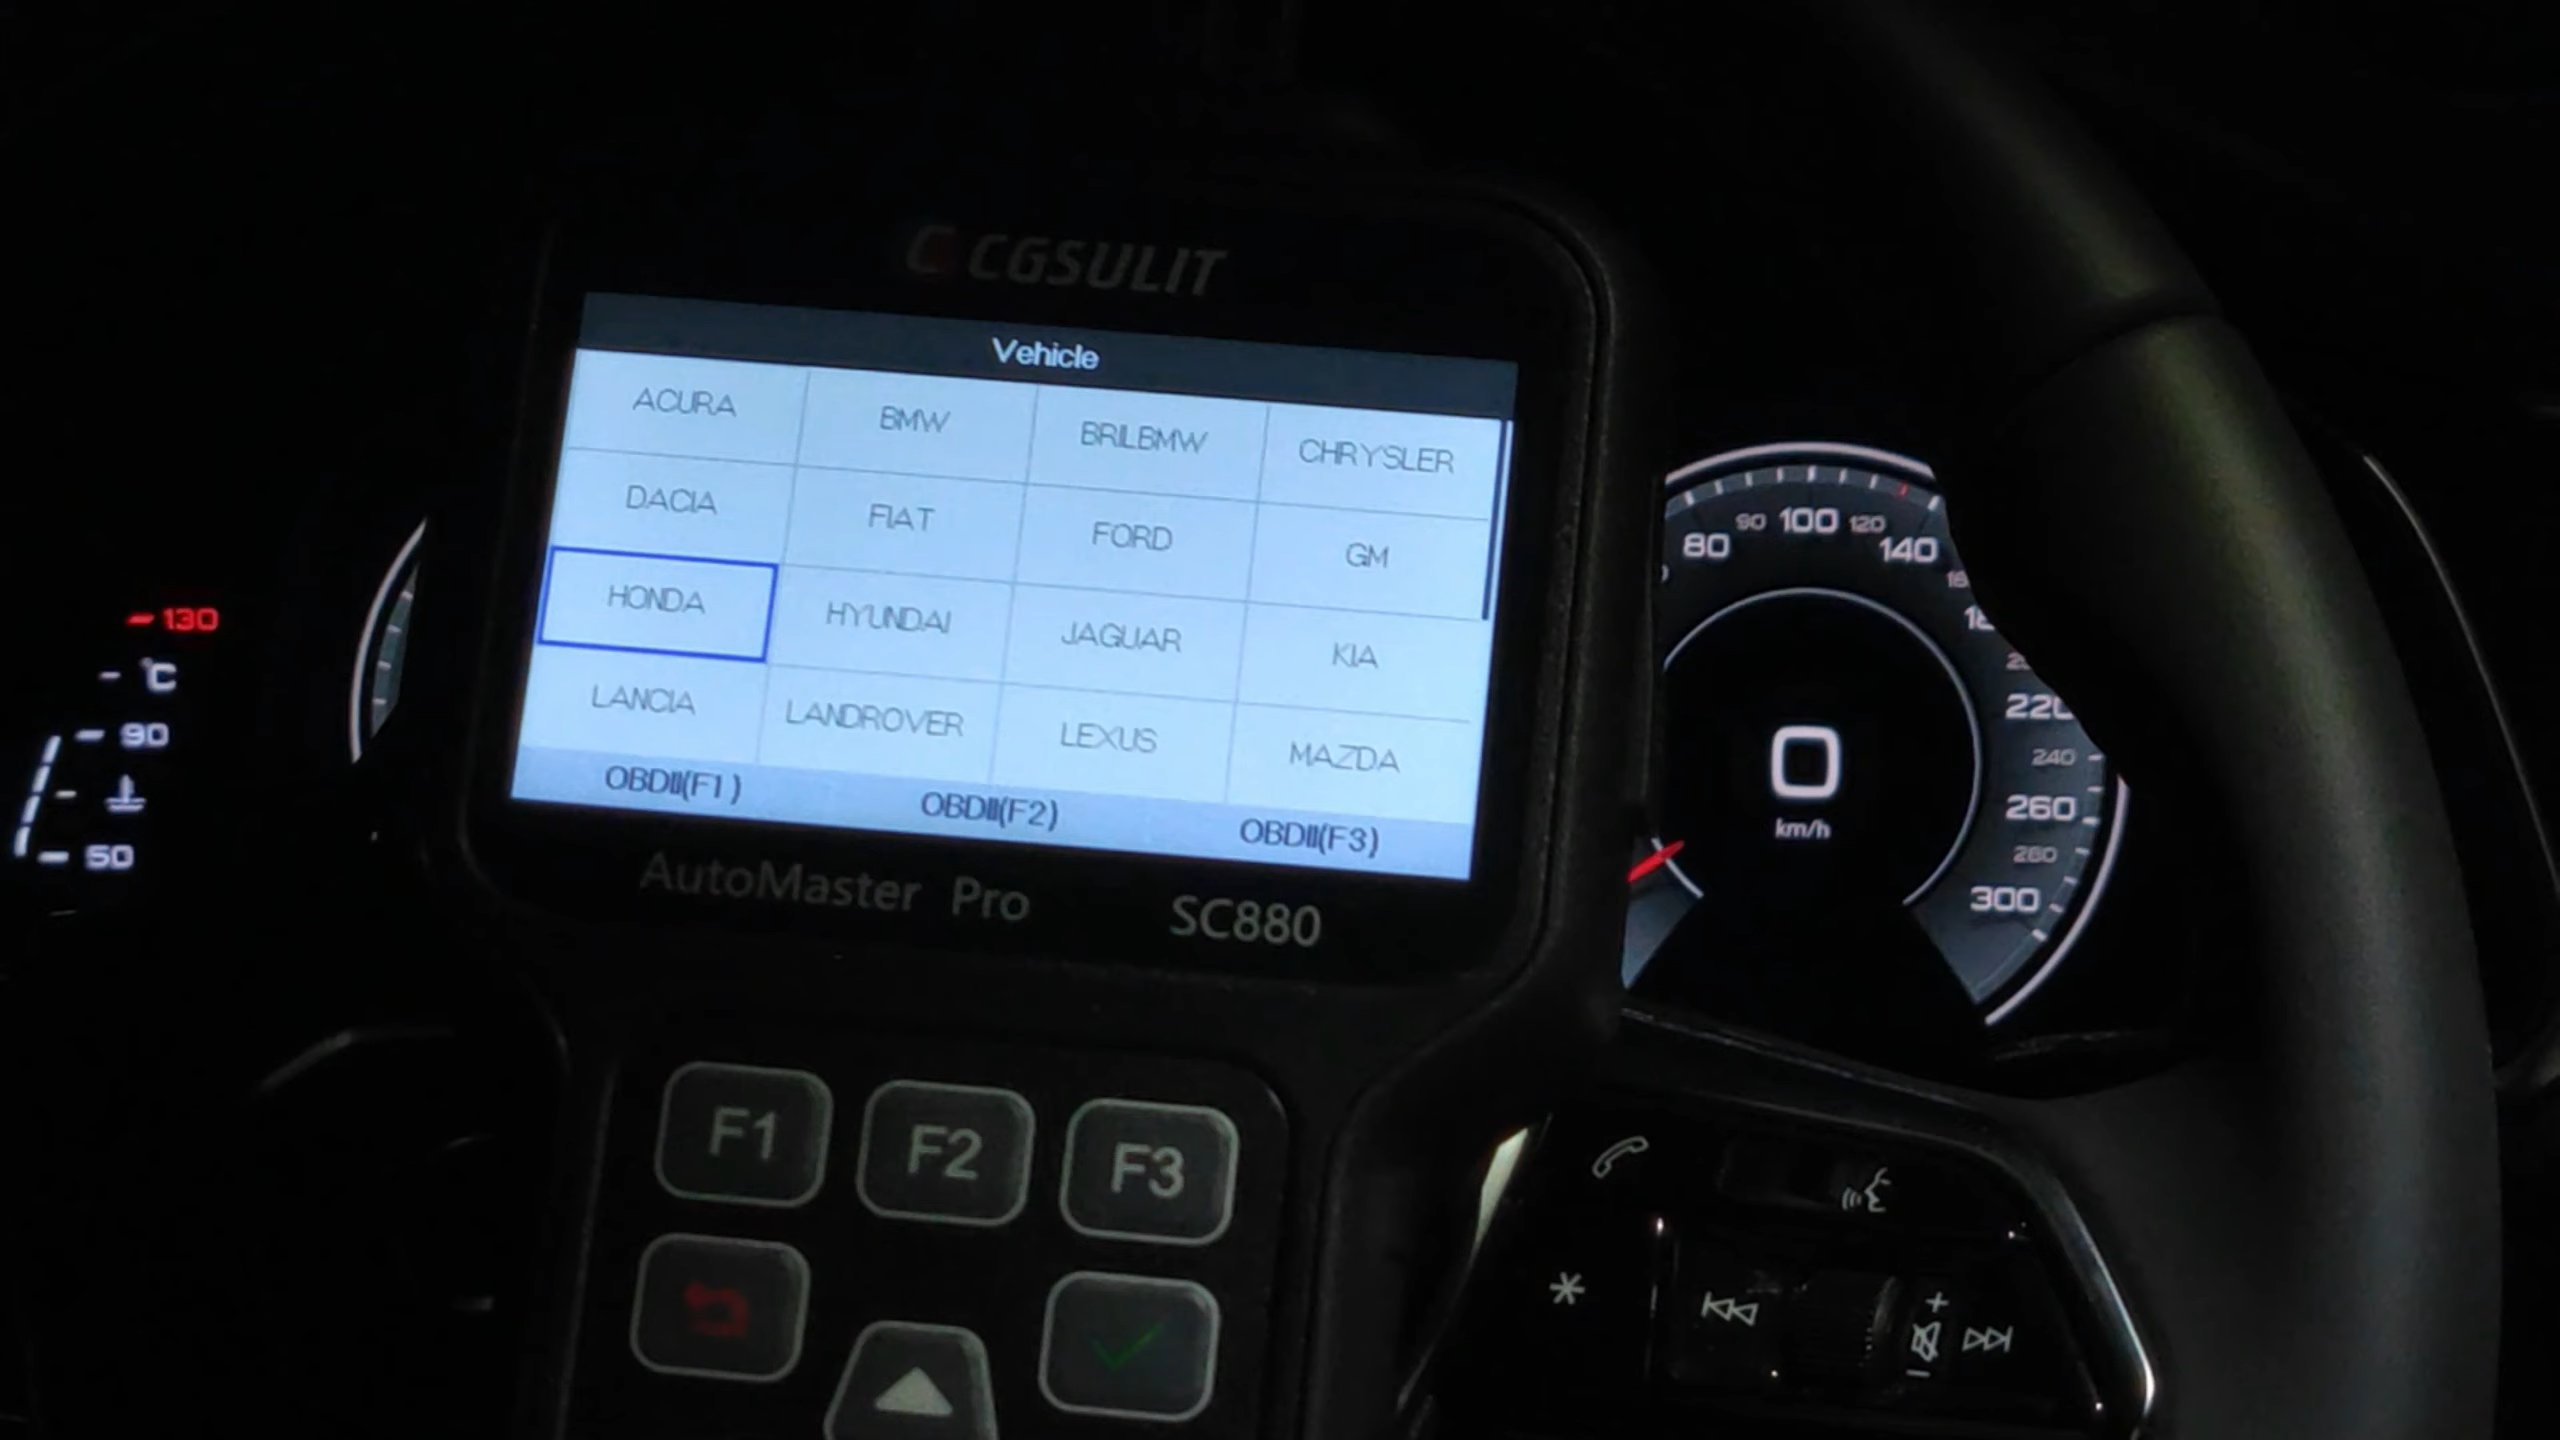 CGSULIT
Vehicle
ACURA BMW BRILBMW CHRYSLER
DACIA FIAT FORD GM
HONDA HYUNDAI JAGUAR KIA
LANCIA LANDROVER LEXUS MAZDA
OBDII(F1) OBDII(F2) OBDII(F3)
AutoMaster Pro SC880
F1 F2 F3
130
°C
90
50
80 90 100 120 140
220
240
260
280
300
0
km/h